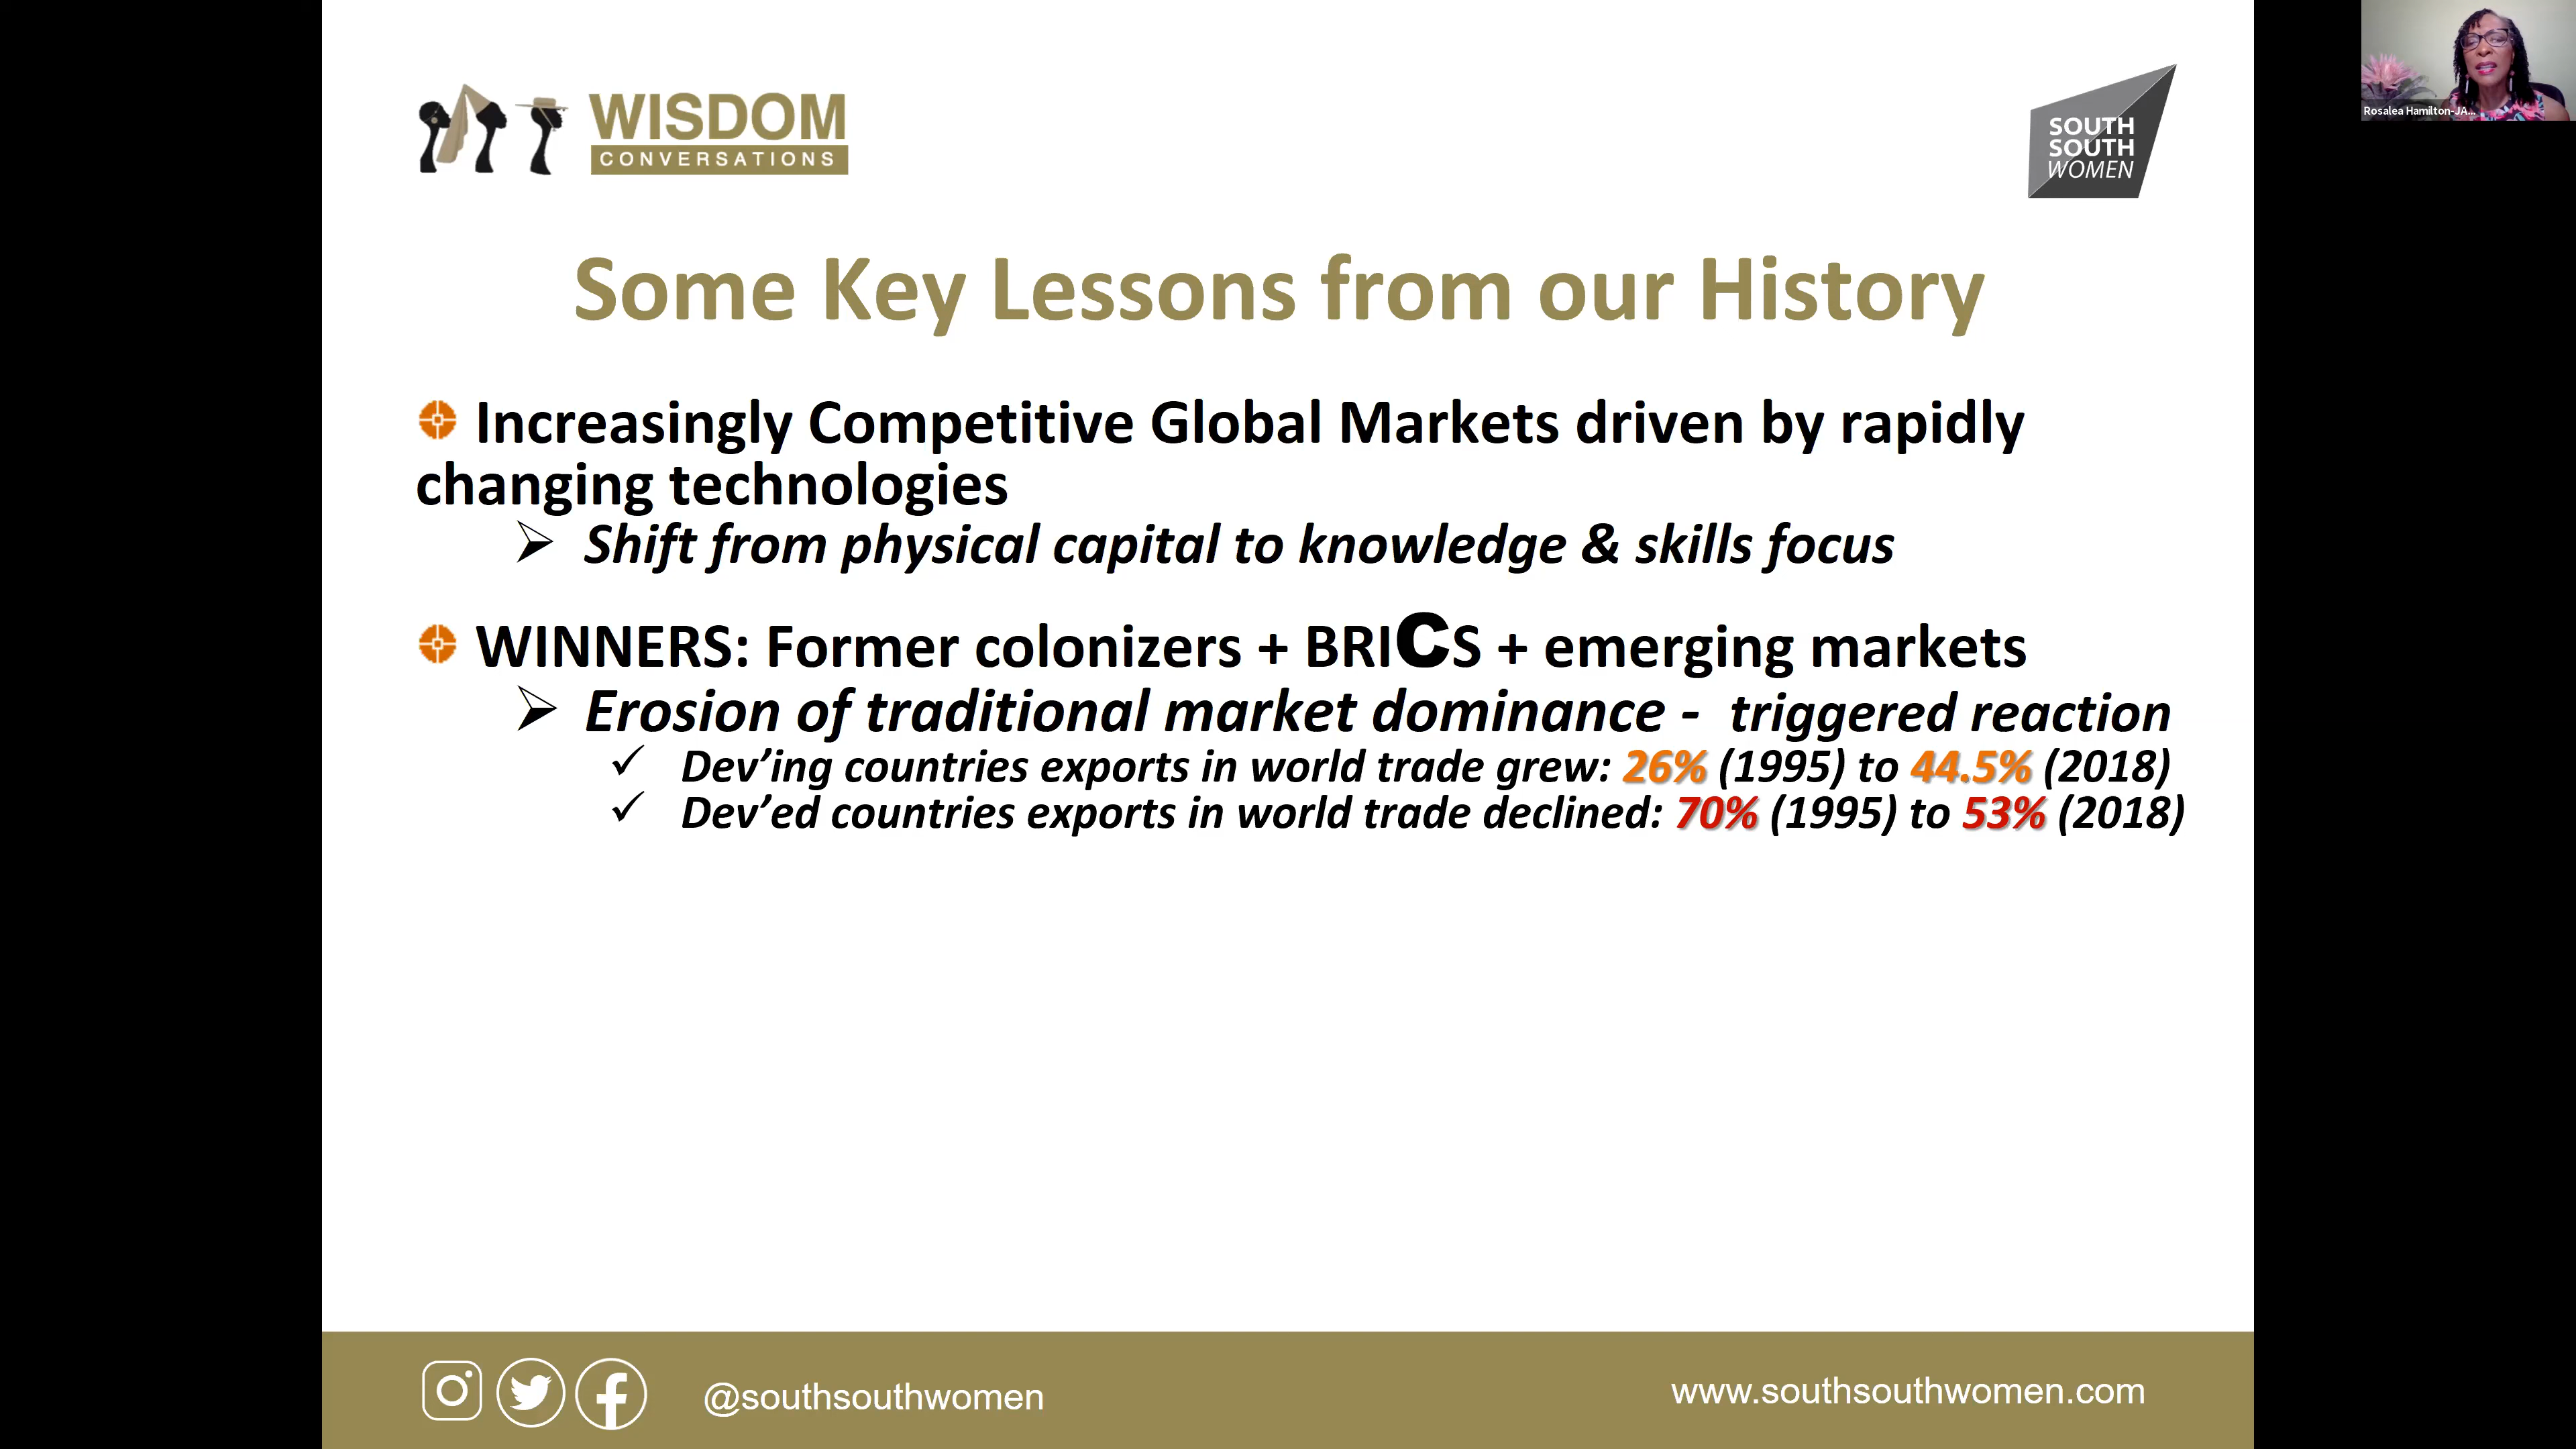 WISDOM
CONVERSATIONS
SOUTH
SOUTH
WOMEN
Rosalea Hamilton-JA...
Some Key Lessons from our History
Increasingly Competitive Global Markets driven by rapidly
changing technologies
Shift from physical capital to knowledge & skills focus
WINNERS: Former colonizers + BRICS + emerging markets
Erosion of traditional market dominance - triggered reaction
Dev’ing countries exports in world trade grew: 26% (1995) to 44.5% (2018)
Dev’ed countries exports in world trade declined: 70% (1995) to 53% (2018)
@southsouthwomen
www.southsouthwomen.com